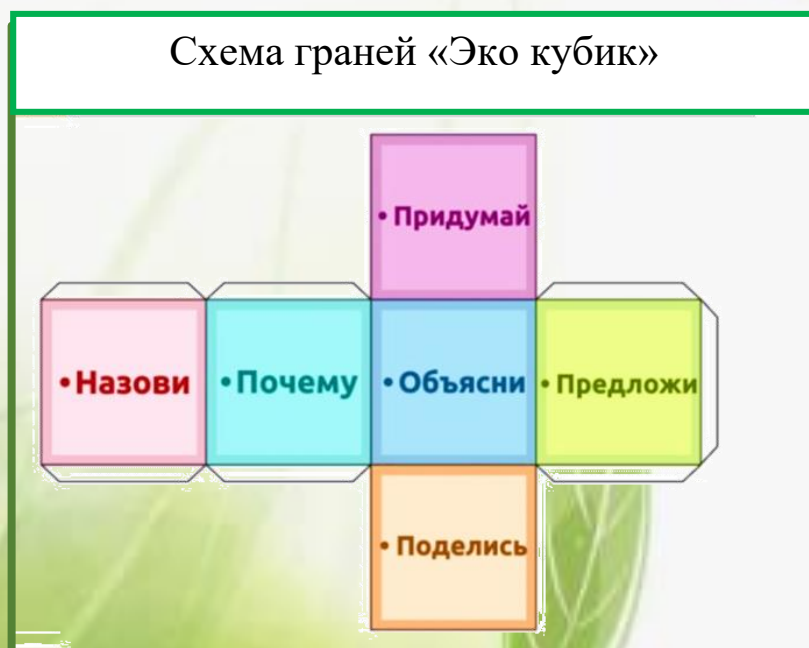 Схема граней «Эко кубик»
• Придумай
• Назови
• Почему
• Объясни
• Предложи
• Поделись